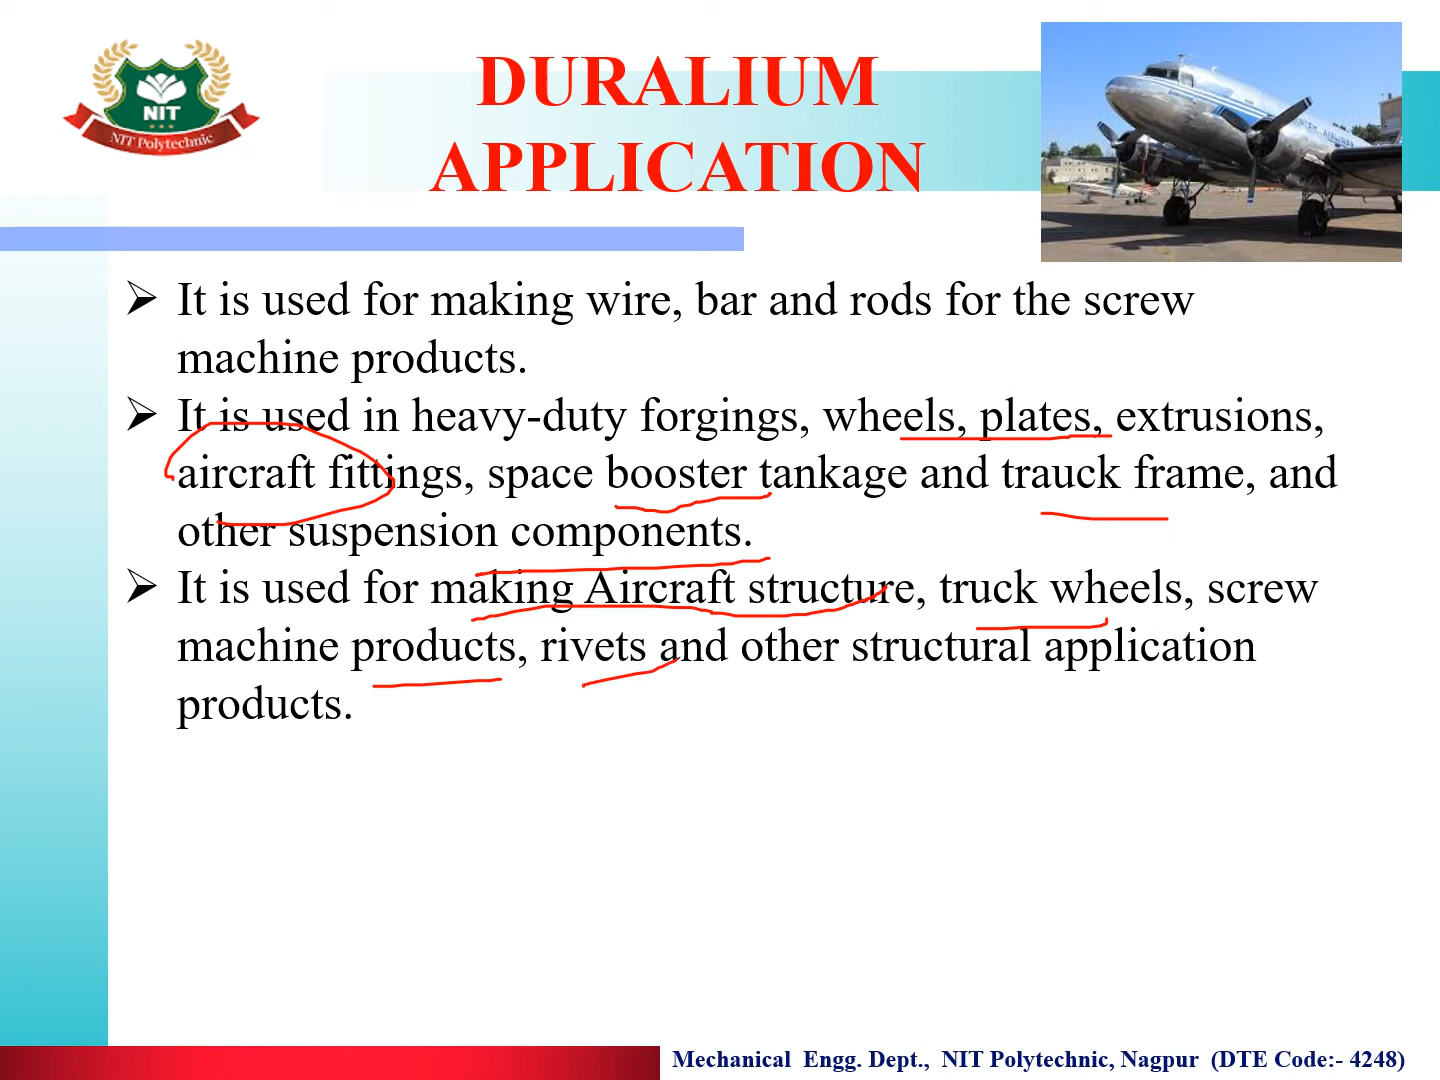 NIT
NIT Polytechnic
DURALIUM
APPLICATION
It is used for making wire, bar and rods for the screw
machine products.
It is used in heavy-duty forgings, wheels, plates, extrusions,
aircraft fittings, space booster tankage and trauck frame, and
other suspension components.
It is used for making Aircraft structure, truck wheels, screw
machine products, rivets and other structural application
products.
Mechanical Engg. Dept., NIT Polytechnic, Nagpur (DTE Code:- 4248)